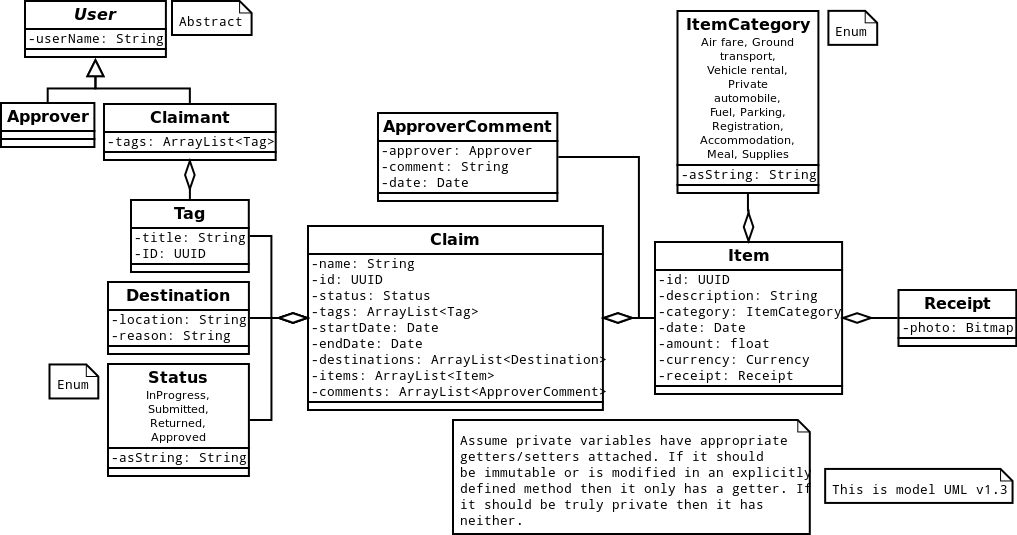 User
-userName: String
Abstract
Approver
Claimant
-tags: ArrayList<Tag>
Tag
-title: String
-ID: UUID
Destination
-location: String
-reason: String
Enum
Status
InProgress,
Submitted,
Returned,
Approved
-asString: String
ApproverComment
-approver: Approver
-comment: String
-date: Date
Claim
-name: String
-id: UUID
-status: Status
-tags: ArrayList<Tag>
-startDate: Date
-endDate: Date
-destinations: ArrayList<Destination>
-items: ArrayList<Item>
-comments: ArrayList<ApproverComment>
ItemCategory
Air fare, Ground
transport,
Vehicle rental,
Private
automobile,
Fuel, Parking,
Registration,
Accommodation,
Meal, Supplies
-asString: String
Enum
Item
-id: UUID
-description: String
-category: ItemCategory
-date: Date
-amount: float
-currency: Currency
-receipt: Receipt
Receipt
-photo: Bitmap
Assume private variables have appropriate
getters/setters attached. If it should
be immutable or is modified in an explicitly
defined method then it only has a getter. If
it should be truly private then it has
neither.
This is model UML v1.3